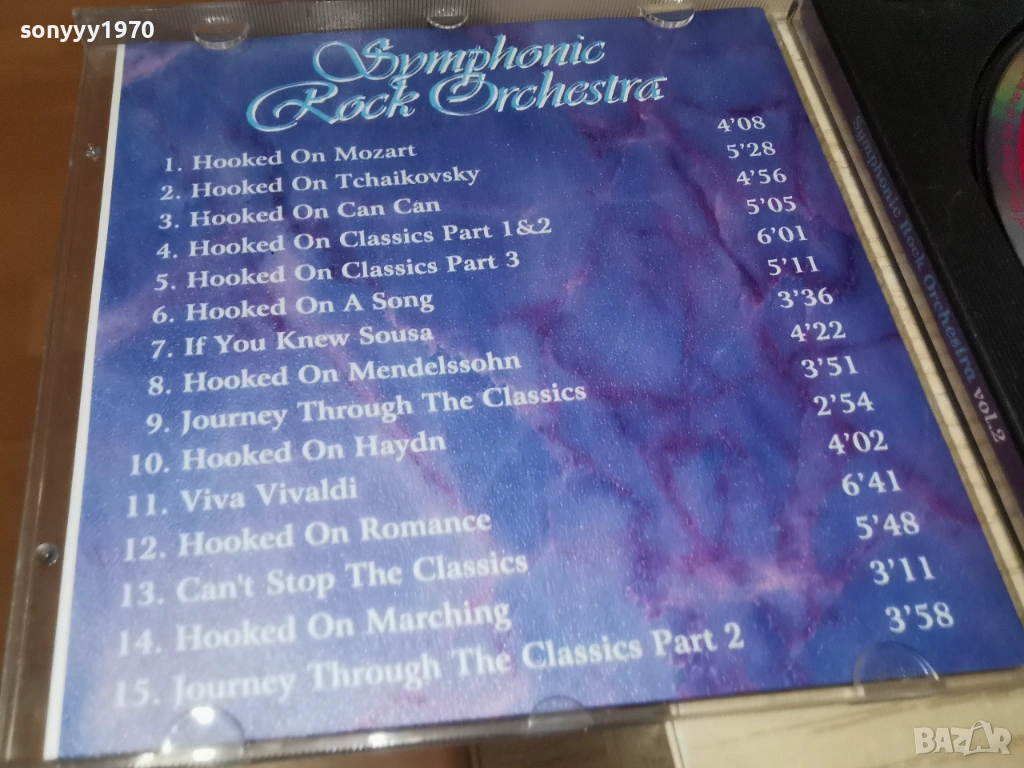 sonyyy1970
Symphonic
Rock Orchestra
1. Hooked On Mozart 4'08
2. Hooked On Tchaikovsky 5'28
3. Hooked On Can Can 4'56
4. Hooked On Classics Part 1&2 5'05
5. Hooked On Classics Part 3 6'01
6. Hooked On A Song 5'11
7. If You Knew Sousa 3'36
8. Hooked On Mendelssohn 4'22
9. Journey Through The Classics 3'51
10. Hooked On Haydn 2'54
11. Viva Vivaldi 4'02
12. Hooked On Romance 6'41
13. Can't Stop The Classics 5'48
14. Hooked On Marching 3'11
15. Journey Through The Classics Part 2 3'58
Symphonic Rock Orchestra vol.2
BAZAR